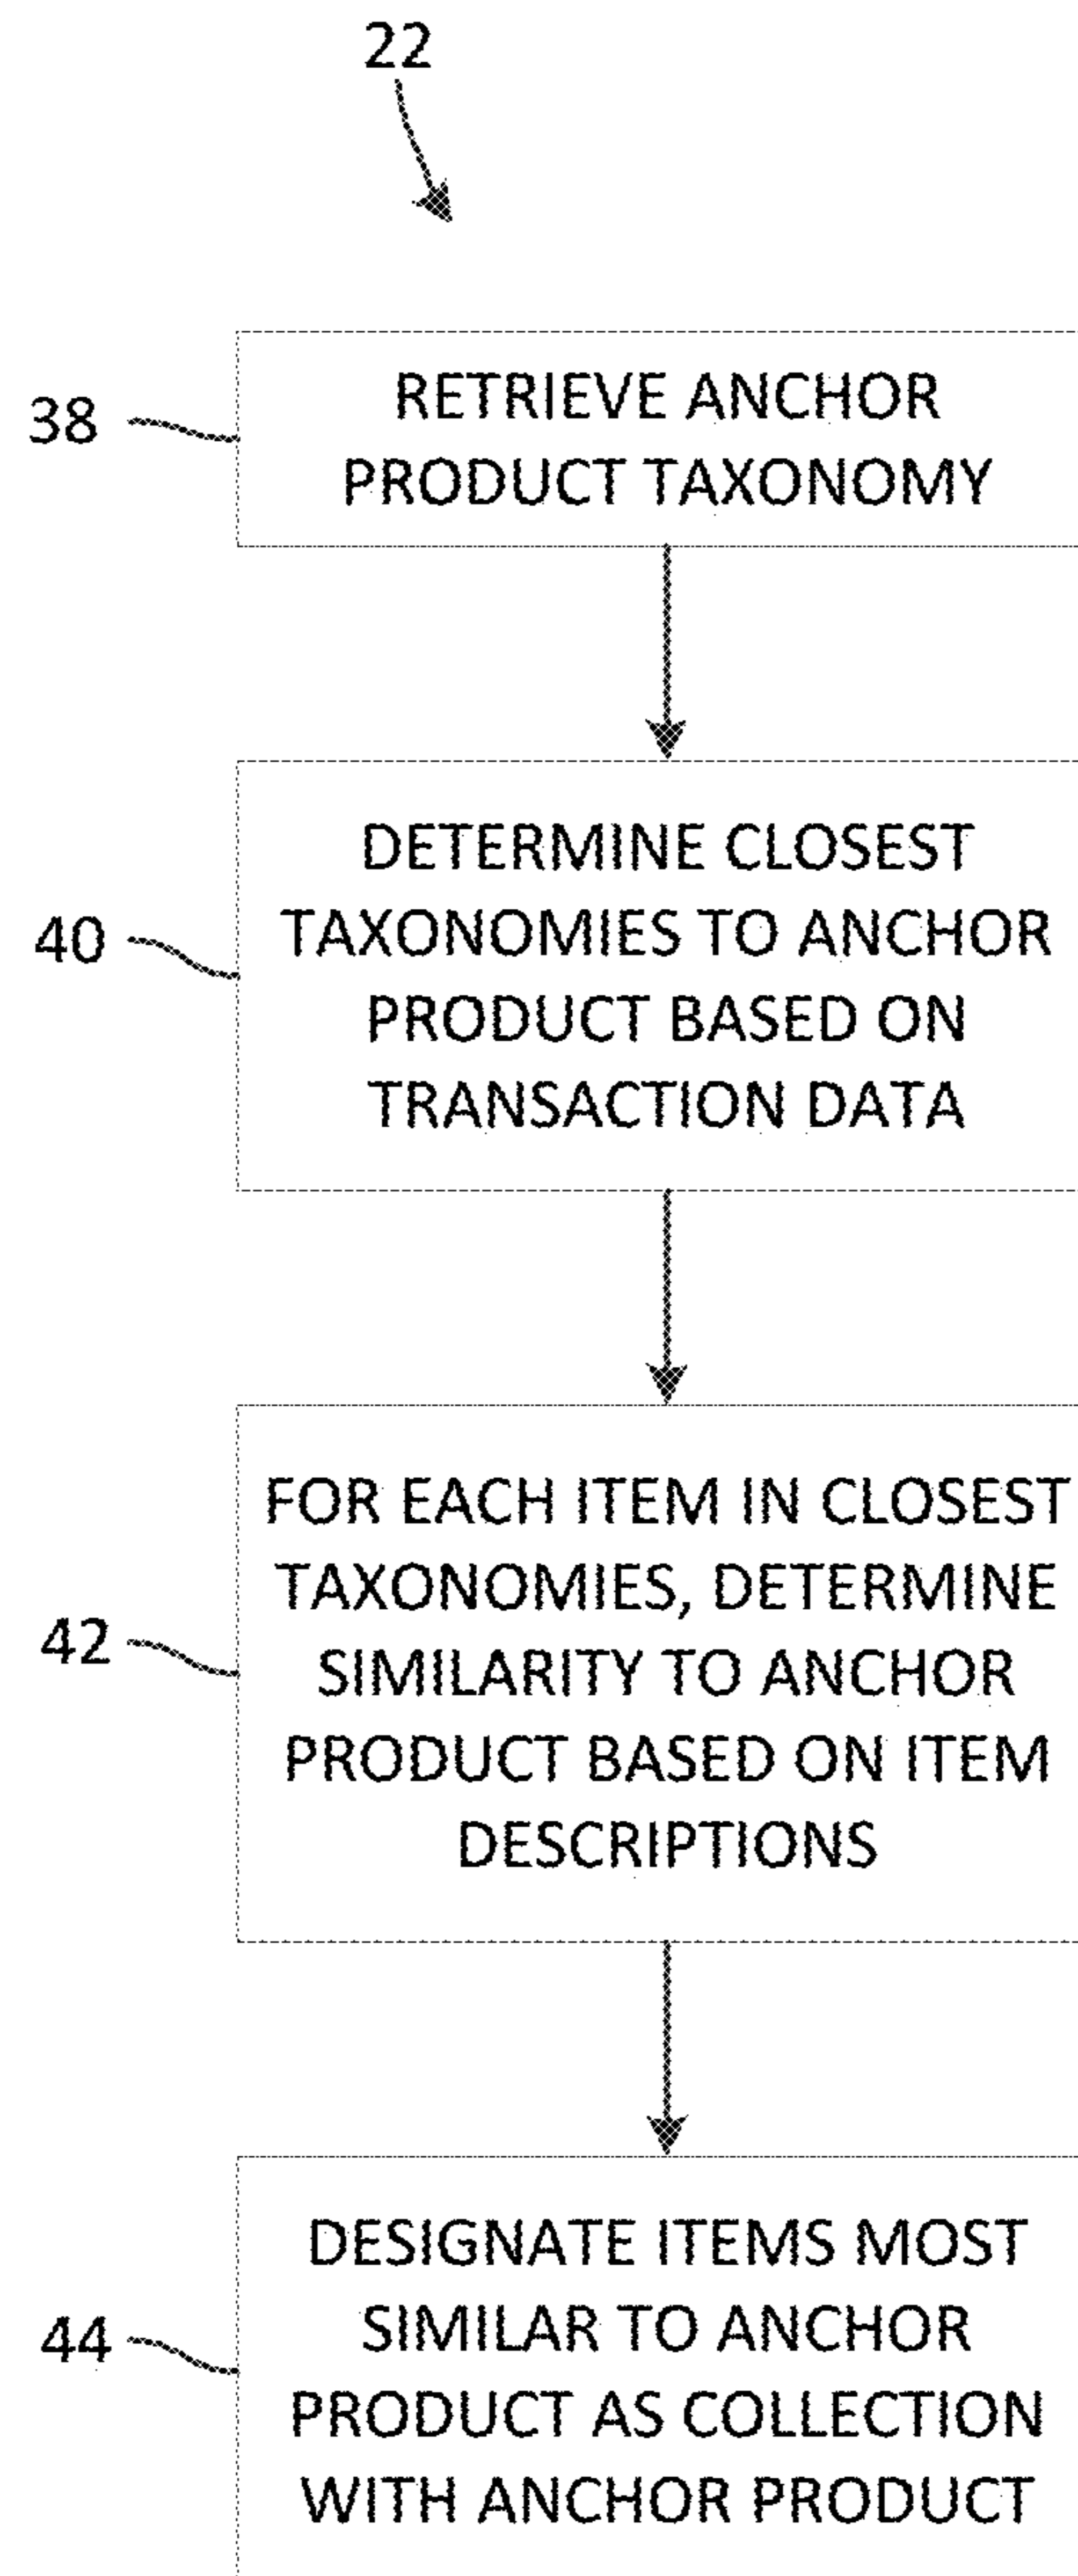 22
38
RETRIEVE ANCHOR
PRODUCT TAXONOMY
40
DETERMINE CLOSEST
TAXONOMIES TO ANCHOR
PRODUCT BASED ON
TRANSACTION DATA
42
FOR EACH ITEM IN CLOSEST
TAXONOMIES, DETERMINE
SIMILARITY TO ANCHOR
PRODUCT BASED ON ITEM
DESCRIPTIONS
44
DESIGNATE ITEMS MOST
SIMILAR TO ANCHOR
PRODUCT AS COLLECTION
WITH ANCHOR PRODUCT